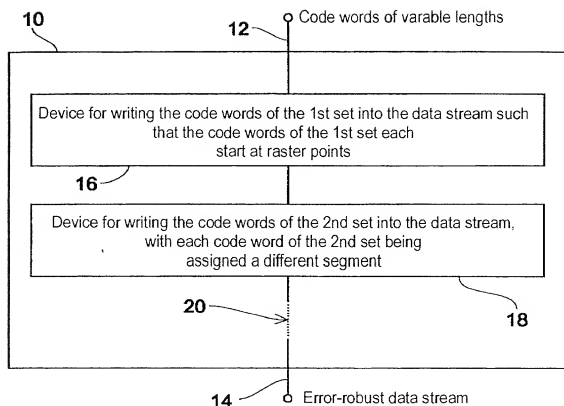 Code words of varable lengths
10
12
Device for writing the code words of the 1st set into the data stream such
that the code words of the 1st set each
start at raster points
16
Device for writing the code words of the 2nd set into the data stream,
with each code word of the 2nd set being
assigned a different segment
20
18
14
Error-robust data stream